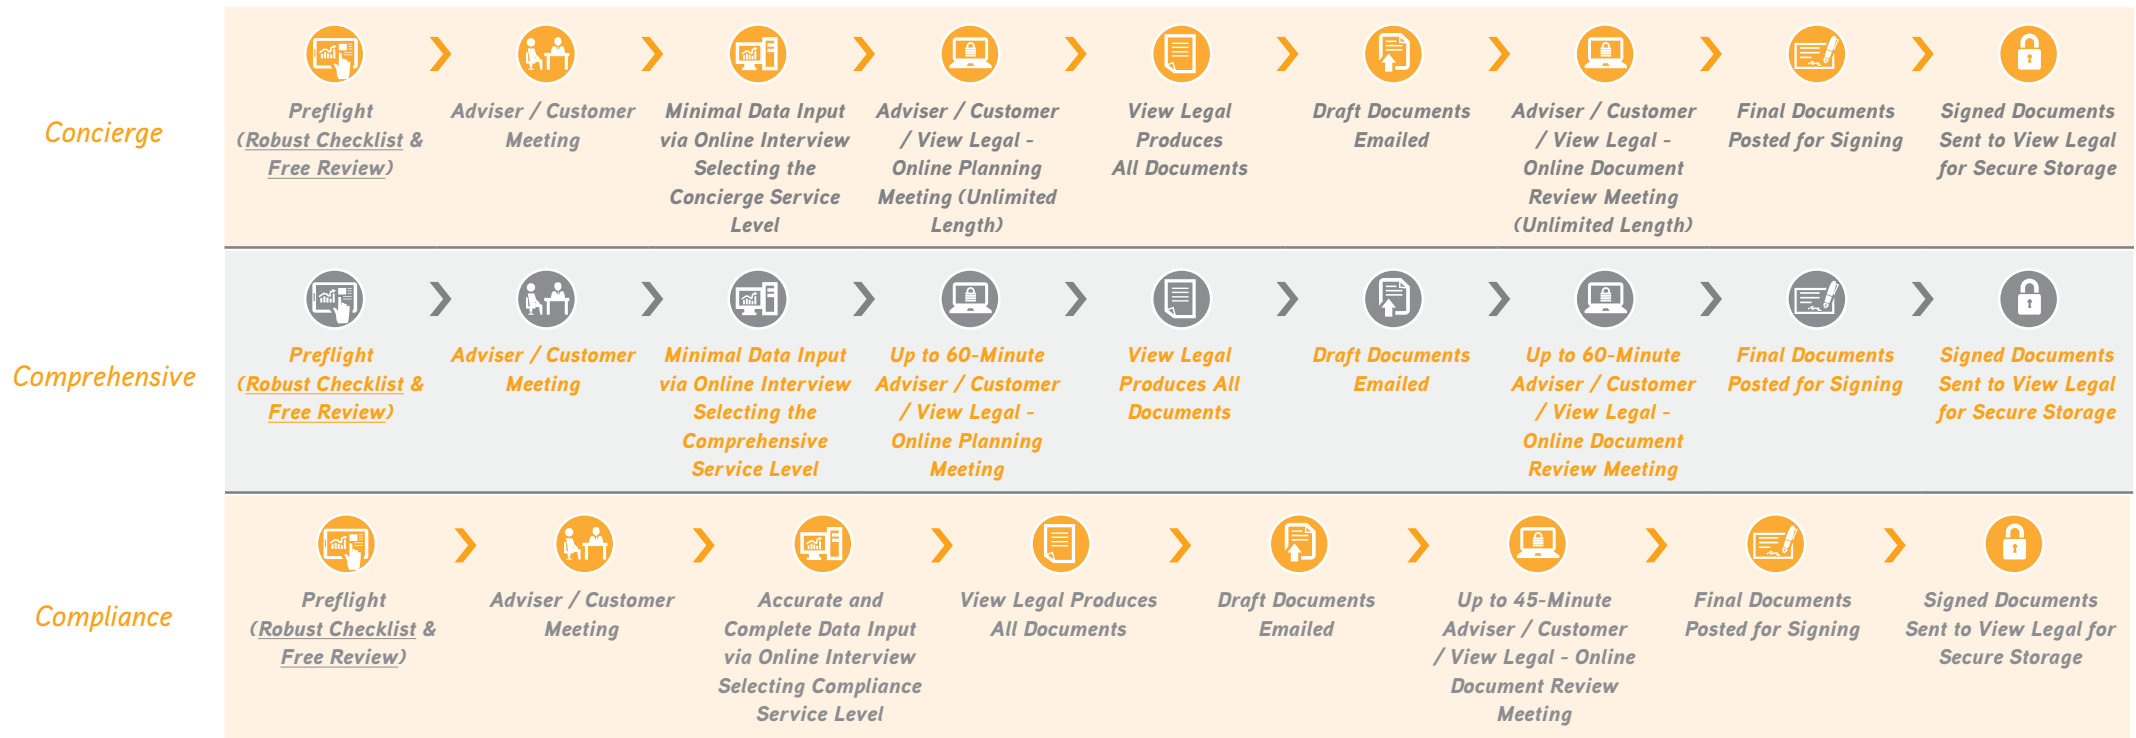 Concierge
Preflight
(Robust Checklist &
Free Review)
Adviser / Customer
Meeting
Minimal Data Input
via Online Interview
Selecting the
Concierge Service
Level
Adviser / Customer
/ View Legal -
Online Planning
Meeting (Unlimited
Length)
View Legal
Produces
All Documents
Draft Documents
Emailed
Adviser / Customer
/ View Legal -
Online Document
Review Meeting
(Unlimited Length)
Final Documents
Posted for Signing
Signed Documents
Sent to View Legal
for Secure Storage
Comprehensive
Preflight
(Robust Checklist &
Free Review)
Adviser / Customer
Meeting
Minimal Data Input
via Online Interview
Selecting the
Comprehensive
Service Level
Up to 60-Minute
Adviser / Customer
/ View Legal -
Online Planning
Meeting
View Legal
Produces All
Documents
Draft Documents
Emailed
Up to 60-Minute
Adviser / Customer
/ View Legal -
Online Document
Review Meeting
Final Documents
Posted for Signing
Signed Documents
Sent to View Legal
for Secure Storage
Compliance
Preflight
(Robust Checklist &
Free Review)
Adviser / Customer
Meeting
Accurate and
Complete Data Input
via Online Interview
Selecting Compliance
Service Level
View Legal Produces
All Documents
Draft Documents
Emailed
Up to 45-Minute
Adviser / Customer
/ View Legal - Online
Document Review
Meeting
Final Documents
Posted for Signing
Signed Documents
Sent to View Legal for
Secure Storage